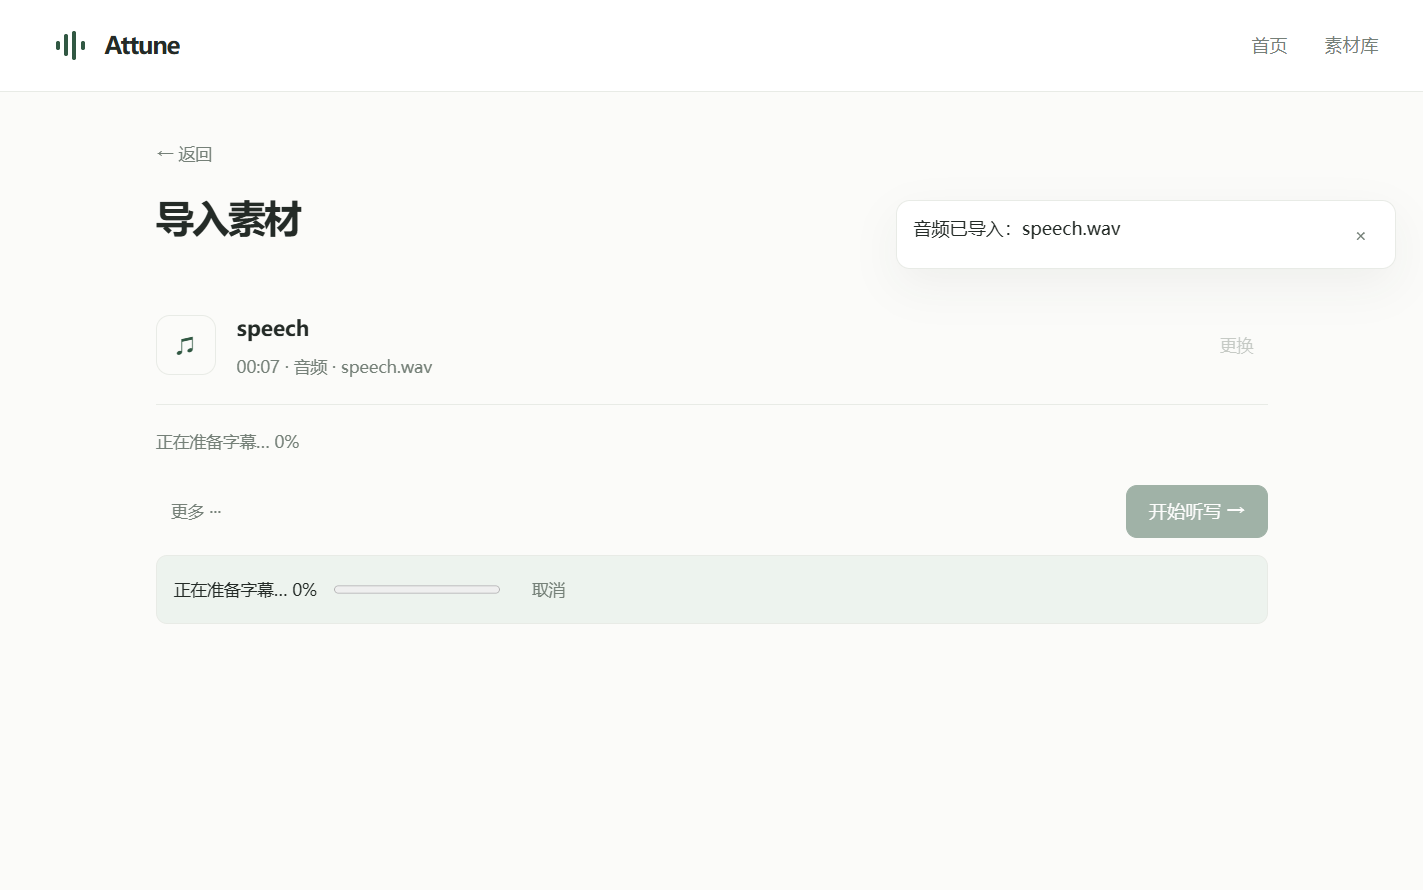 Attune
首页
素材库
← 返回
导入素材
音频已导入：speech.wav
×
speech
00:07 · 音频 · speech.wav
更换
正在准备字幕... 0%
更多 ···
开始听写 →
正在准备字幕... 0%
取消